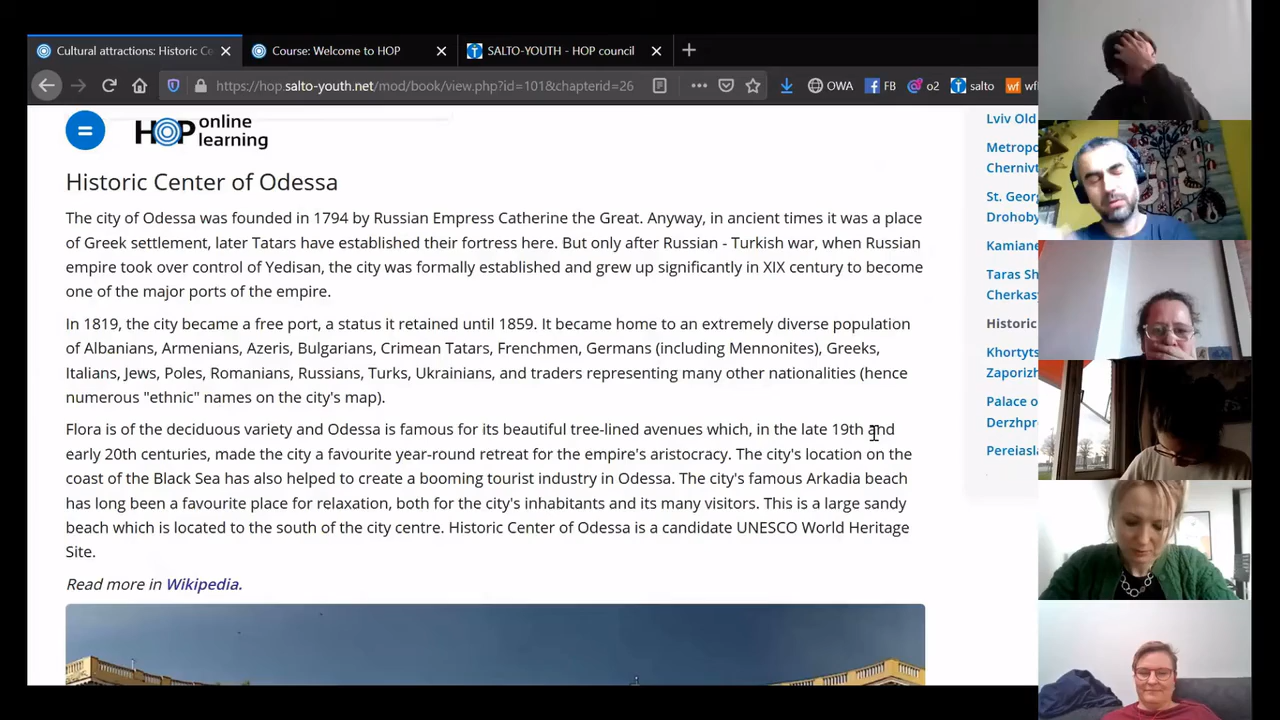 Cultural attractions: Historic Ce
Course: Welcome to HOP
SALTO-YOUTH - HOP council
https://hop.salto-youth.net/mod/book/view.php?id=1018&chapterid=26
OWA
FB
o2
salto
HOP online learning
Historic Center of Odessa
The city of Odessa was founded in 1794 by Russian Empress Catherine the Great. Anyway, in ancient times it was a place
of Greek settlement, later Tatars have established their fortress here. But only after Russian - Turkish war, when Russian
empire took over control of Yedisan, the city was formally established and grew up significantly in XIX century to become
one of the major ports of the empire.
In 1819, the city became a free port, a status it retained until 1859. It became home to an extremely diverse population
of Albanians, Armenians, Azeris, Bulgarians, Crimean Tatars, Frenchmen, Germans (including Mennonites), Greeks,
Italians, Jews, Poles, Romanians, Russians, Turks, Ukrainians, and traders representing many other nationalities (hence
numerous "ethnic" names on the city's map).
Flora is of the deciduous variety and Odessa is famous for its beautiful tree-lined avenues which, in the late 19th and
early 20th centuries, made the city a favourite year-round retreat for the empire's aristocracy. The city's location on the
coast of the Black Sea has also helped to create a booming tourist industry in Odessa. The city's famous Arkadia beach
has long been a favourite place for relaxation, both for the city's inhabitants and its many visitors. This is a large sandy
beach which is located to the south of the city centre. Historic Center of Odessa is a candidate UNESCO World Heritage
Site.
Read more in Wikipedia.
Lviv Old
Metropo
Chernivt
St. Georg
Drohoby
Kamiane
Taras Sh
Cherkas
Historic
Khortyts
Zaporizl
Palace o
Derzhpr
Pereiasl